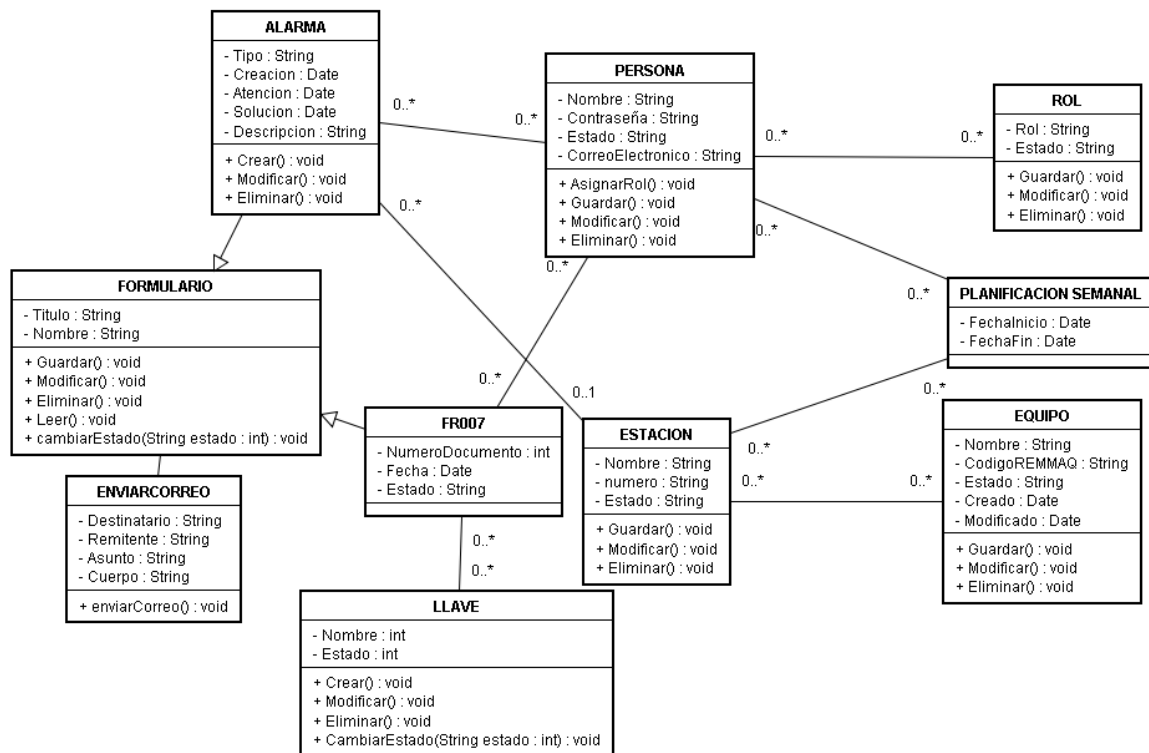 ALARMA
- Tipo : String
- Creacion : Date
- Atencion : Date
- Solucion : Date
- Descripcion : String
+ Crear() : void
+ Modificar() : void
+ Eliminar() : void
0..*
0..*
0..*
PERSONA
- Nombre : String
- Contraseña : String
- Estado : String
- CorreoElectronico : String
+ AsignarRol() : void
+ Guardar() : void
+ Modificar() : void
+ Eliminar() : void
0..*
0..*
0..*
0..*
ROL
- Rol : String
- Estado : String
+ Guardar() : void
+ Modificar() : void
+ Eliminar() : void
FORMULARIO
- Titulo : String
- Nombre : String
+ Guardar() : void
+ Modificar() : void
+ Eliminar() : void
+ Leer() : void
+ cambiarEstado(String estado : int) : void
0..*
PLANIFICACION SEMANAL
- FechaInicio : Date
- FechaFin : Date
0..*
0..*
0..1
FR007
- NumeroDocumento : int
- Fecha : Date
- Estado : String
0..*
0..*
ESTACION
- Nombre : String
- numero : String
- Estado : String
+ Guardar() : void
+ Modificar() : void
+ Eliminar() : void
0..*
0..*
0..*
EQUIPO
- Nombre : String
- CodigoREMMAQ : String
- Estado : String
- Creado : Date
- Modificado : Date
+ Guardar() : void
+ Modificar() : void
+ Eliminar() : void
ENVIARCORREO
- Destinatario : String
- Remitente : String
- Asunto : String
- Cuerpo : String
+ enviarCorreo() : void
LLAVE
- Nombre : int
- Estado : int
+ Crear() : void
+ Modificar() : void
+ Eliminar() : void
+ CambiarEstado(String estado : int) : void